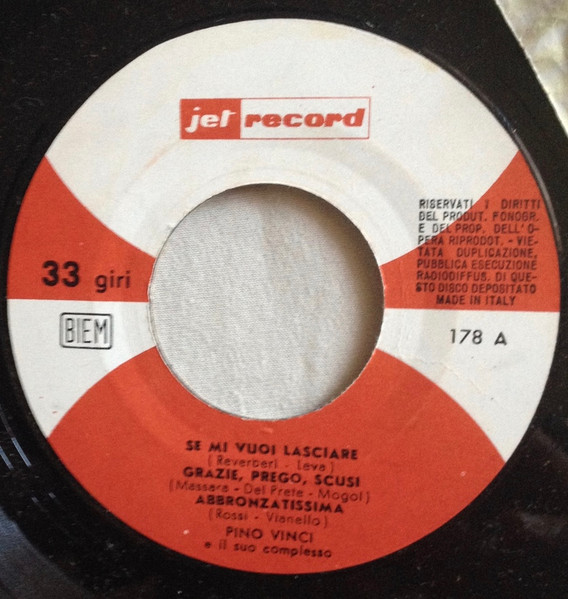 jet record
RISERVATI I DIRITTI
DEL PRODUT. FONOGR.
E DEL PROP. DELL'O-
PERA RIPRODOT. - VIE-
TATA DUPLICAZIONE,
PUBBLICA ESECUZIONE
RADIODIFFUS. DI QUE-
STO DISCO DEPOSITATO
MADE IN ITALY
33 giri
BIEM
178 A
SE MI VUOI LASCIARE
(Reverberi - Leva)
GRAZIE, PREGO, SCUSI
(Massara - Del Prete - Mogol)
ABBRONZATISSIMA
(Rossi - Vianello)
PINO VINCI
e il suo complesso